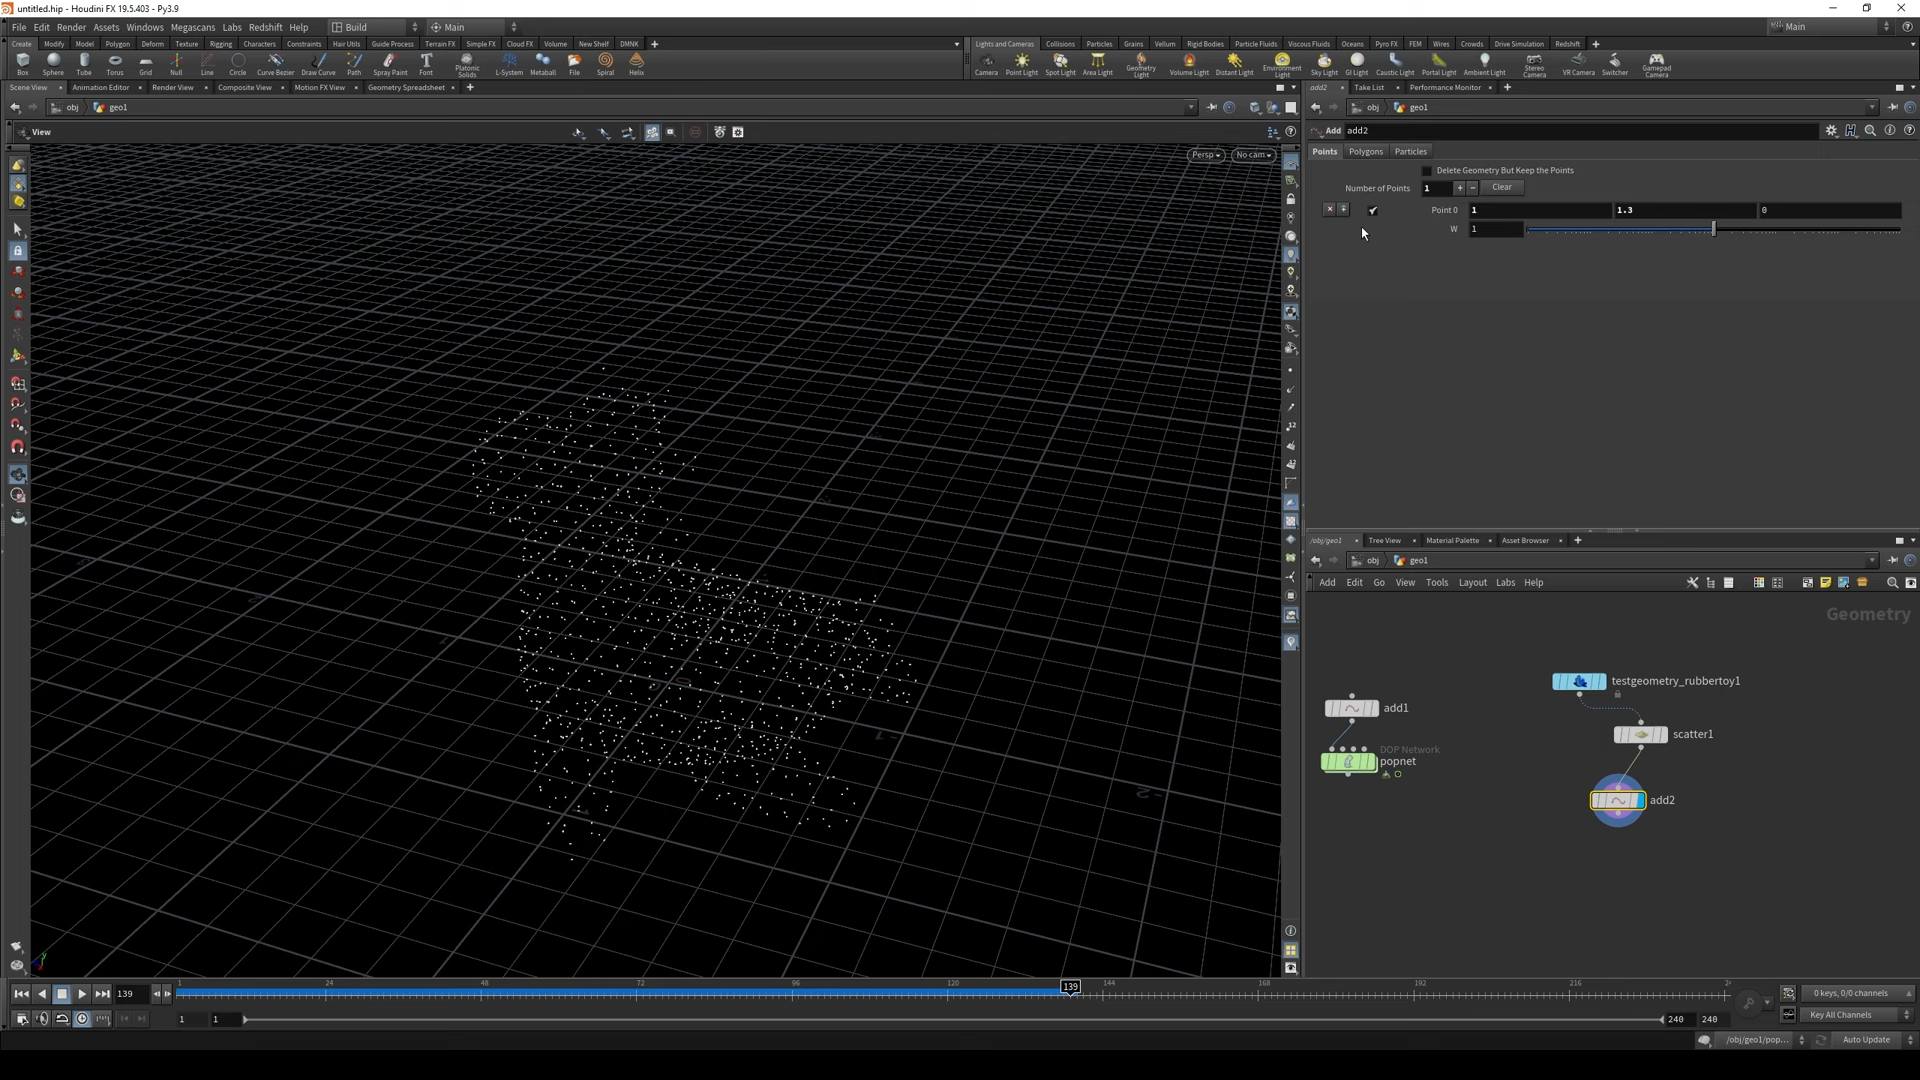 untitled.hip - Houdini FX 19.5.403 - Py3.9
File Edit Render Assets Windows Megascans Labs Redshift Help Build Main Main
Create Modify Model Polygon Deform Texture Rigging Characters Constraints Hair Utils Guide Process Terrain FX Simple FX Cloud FX Volume New Shelf DMNK
Lights and Cameras Collisions Particles Grains Vellum Rigid Bodies Particle Fluids Viscous Fluids Oceans Pyro FX FEM Wires Crowds Drive Simulation Redshift
Box Sphere Tube Torus Grid Null Line Circle Curve Bezier Draw Curve Path Spray Paint Font Platonic Solids L-System Metaball File Spiral Helix
Camera Point Light Spot Light Area Light Geometry Light Volume Light Distant Light Environment Light Sky Light GI Light Caustic Light Portal Light Ambient Light Stereo Camera VR Camera Switcher Gamepad Camera
Scene View Animation Editor Render View Composite View Motion FX View Geometry Spreadsheet
add2 Take List Performance Monitor
obj geo1
obj geo1
View
Persp No cam
Add add2
Points Polygons Particles
Delete Geometry But Keep the Points
Number of Points 1 Clear
Point 0 1 1.3 0
W 1
/obj/geo1 Tree View Material Palette Asset Browser
obj geo1
Add Edit Go View Tools Layout Labs Help
Geometry
testgeometry_rubbertoy1
add1
scatter1
DOP Network
popnet
add2
139 1 24 48 72 96 120 139 144 168 192 216
0 keys, 0/0 channels
1 1 240 240
Key All Channels
/obj/geo1/pop... Auto Update